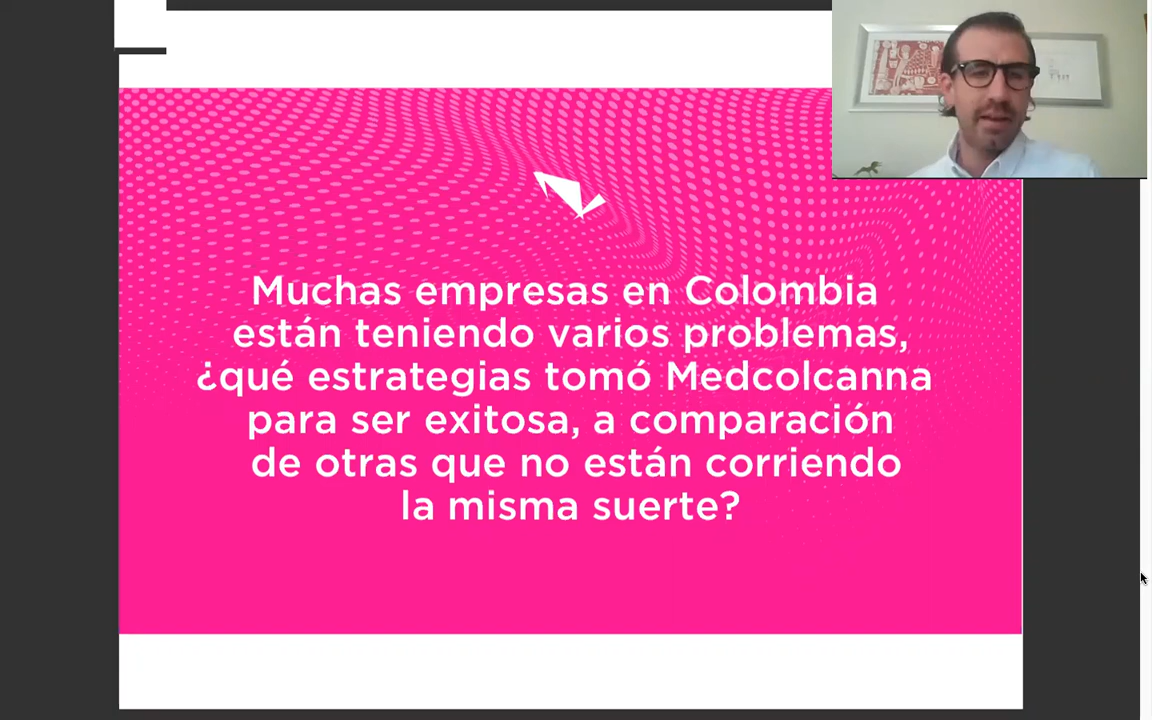 Muchas empresas en Colombia
están teniendo varios problemas,
¿qué estrategias tomó Medcolcanna
para ser exitosa, a comparación
de otras que no están corriendo
la misma suerte?